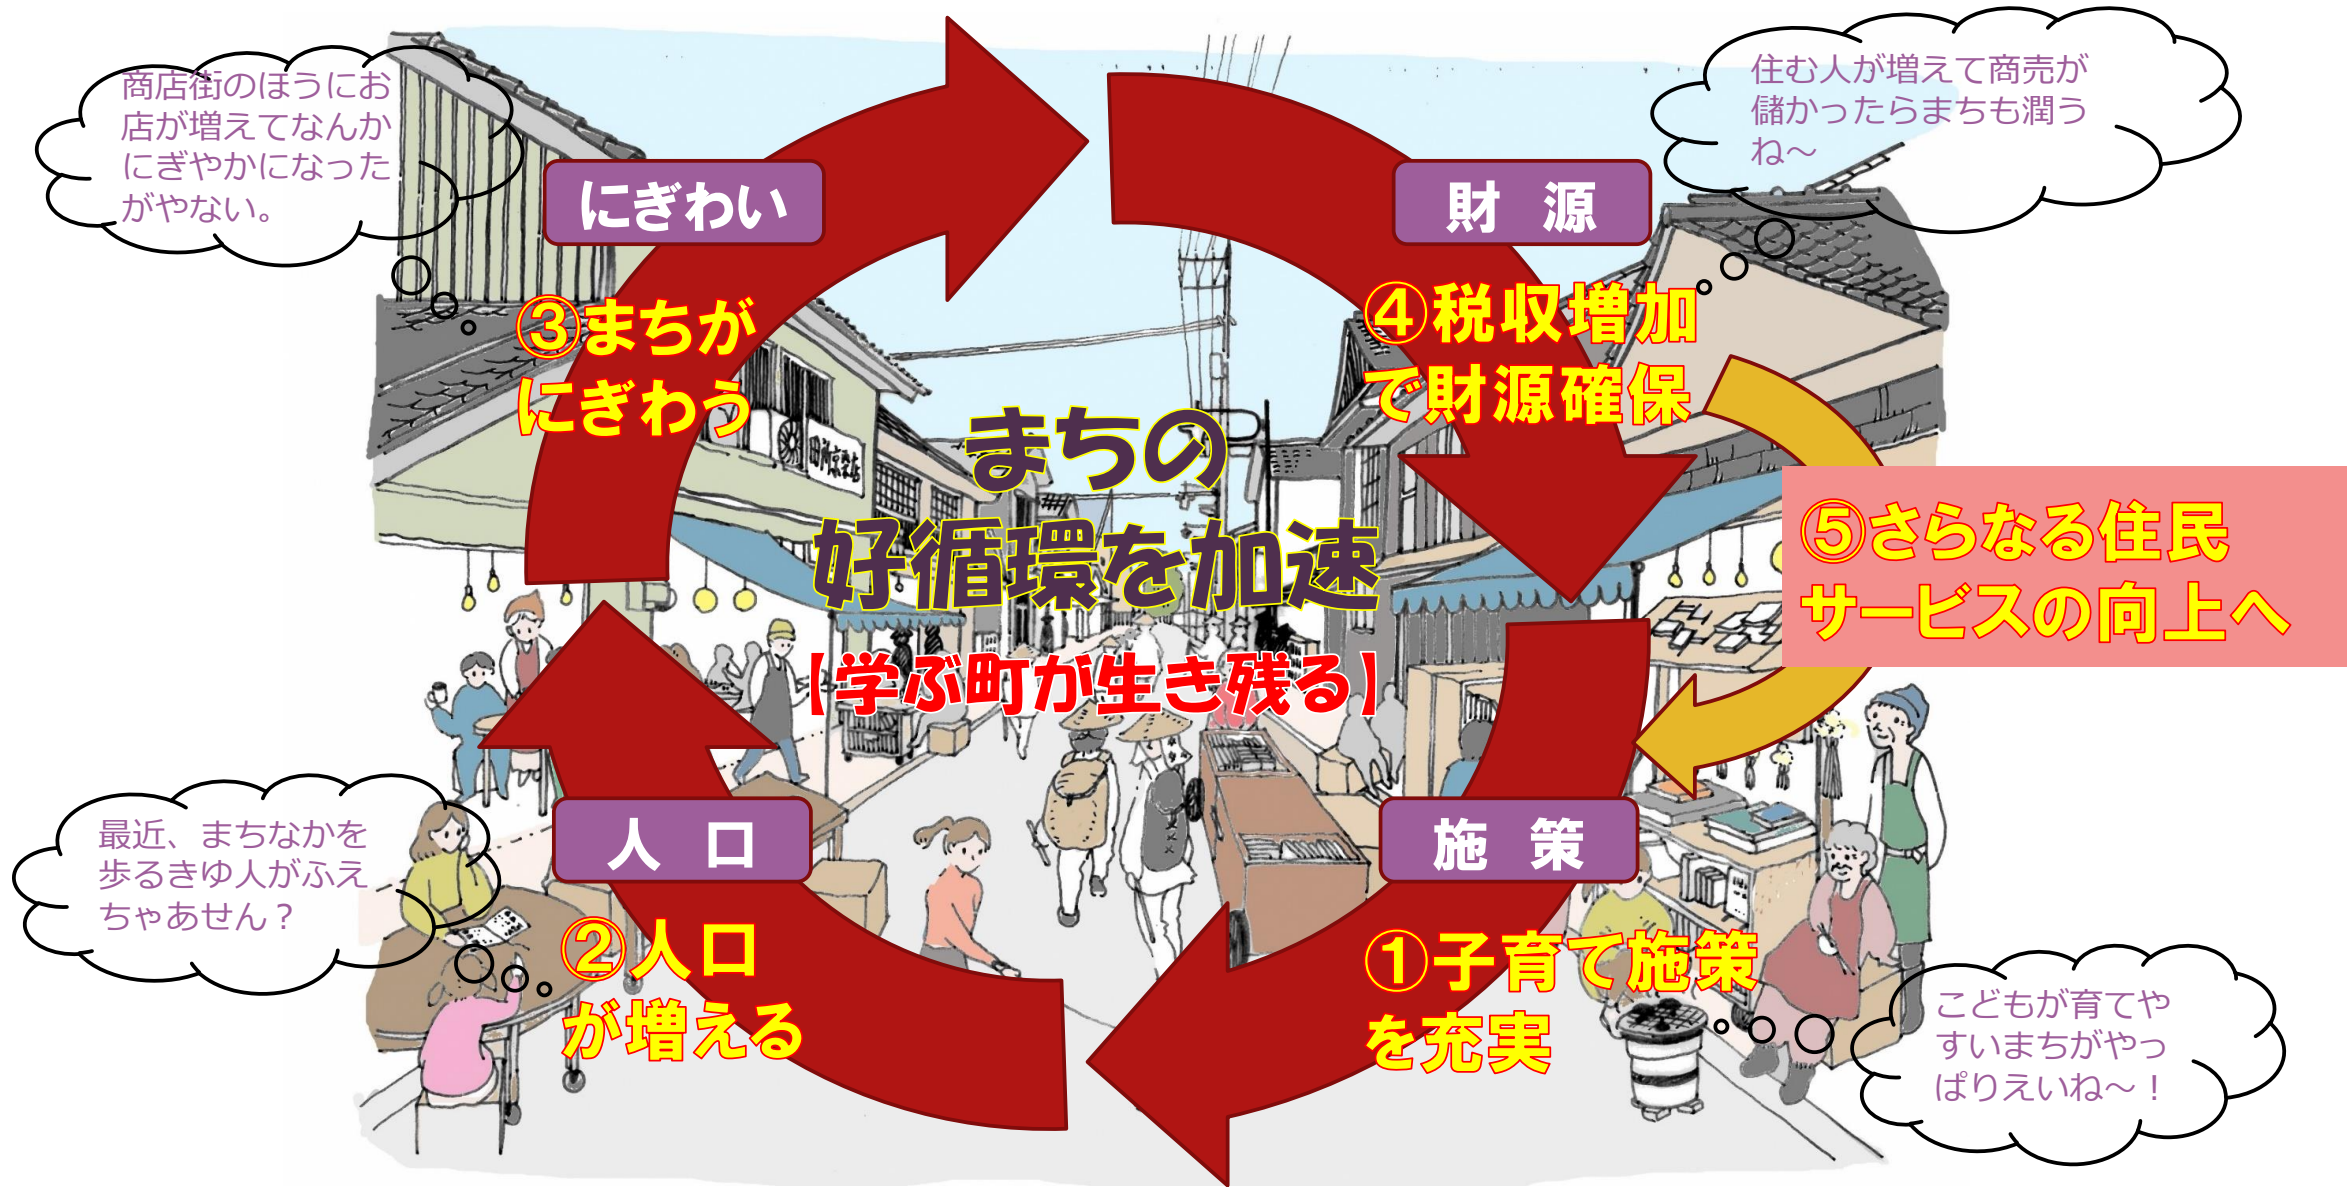 商店街のほうにお
店が増えてなんか
にぎやかになった
がやない。
住む人が増えて商売が
儲かったらまちも潤う
ね～
にぎわい
財 源
③まちが
にぎわう
④税収増加
で財源確保
まちの
好循環を加速
【学ぶ町が生き残る】
⑤さらなる住民
サービスの向上へ
人 口
施 策
最近、まちなかを
歩るきゆ人がふえ
ちゃあせん？
②人口
が増える
①子育て施策
を充実
こどもが育てや
すいまちがやっ
ぱりえいね～！